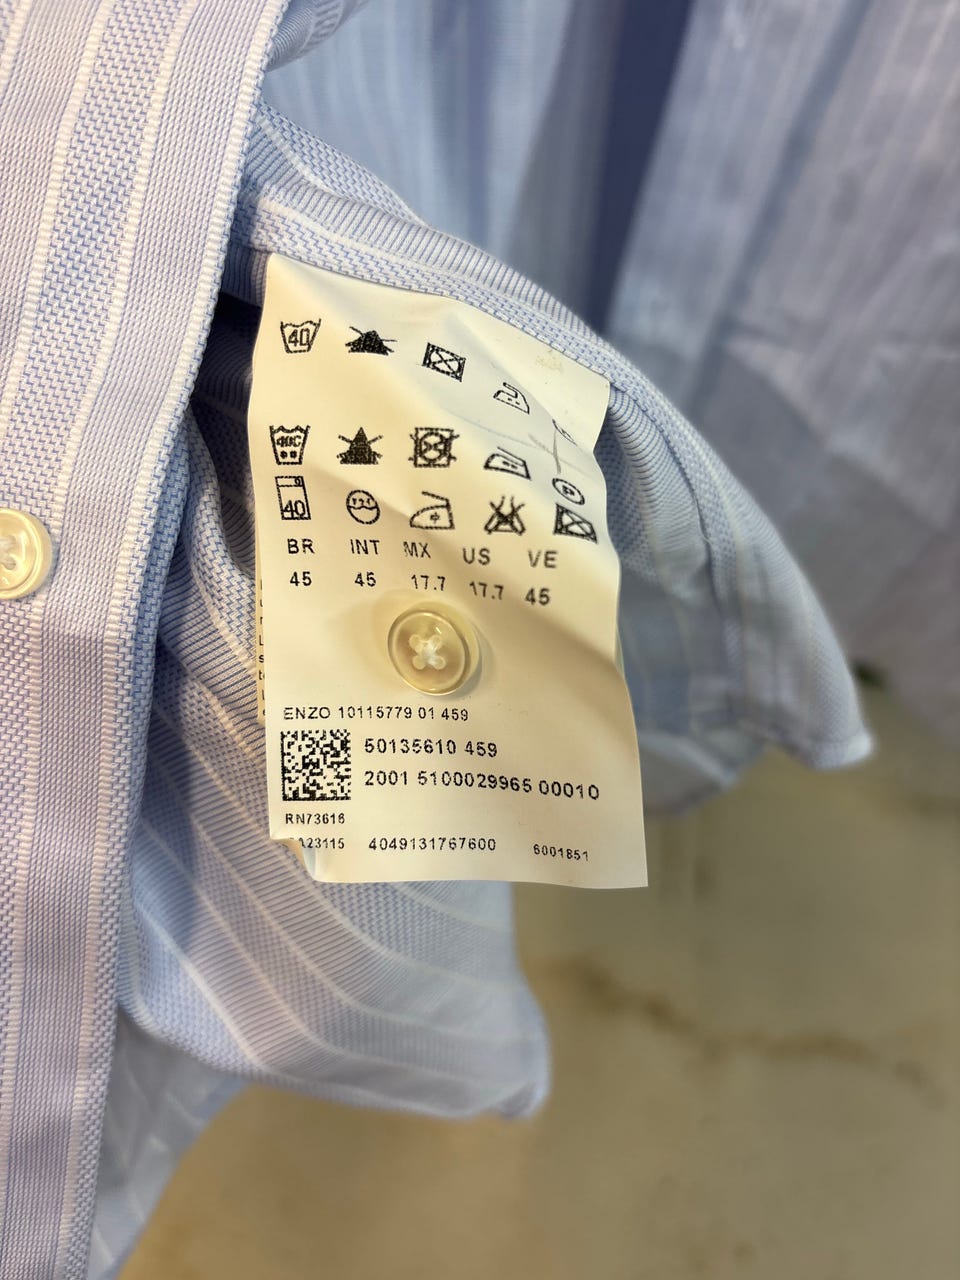 40
40C
40
BR INT MX US VE
45 45 17.7 17.7 45
ENZO 10115779 01 459
50135610 459
2001 5100029965 00010
RN73616
4049131767600 6001851